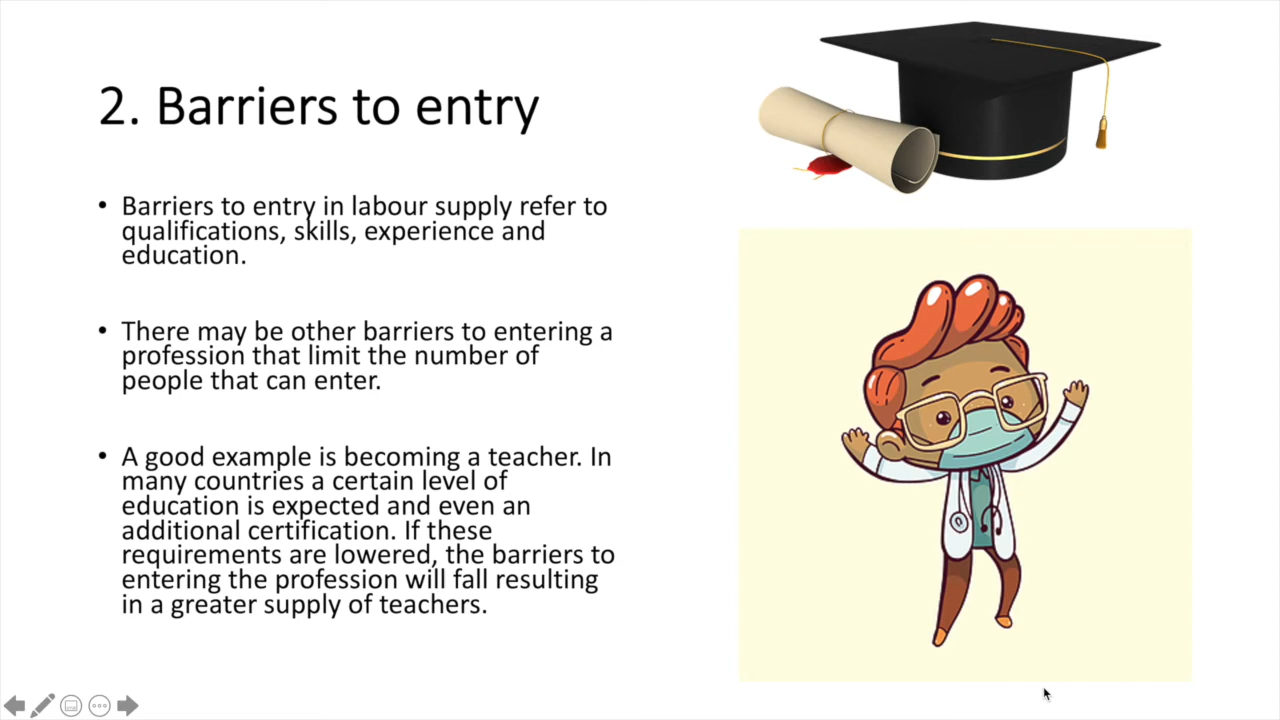 2. Barriers to entry
• Barriers to entry in labour supply refer to
qualifications, skills, experience and
education.
• There may be other barriers to entering a
profession that limit the number of
people that can enter.
• A good example is becoming a teacher. In
many countries a certain level of
education is expected and even an
additional certification. If these
requirements are lowered, the barriers to
entering the profession will fall resulting
in a greater supply of teachers.